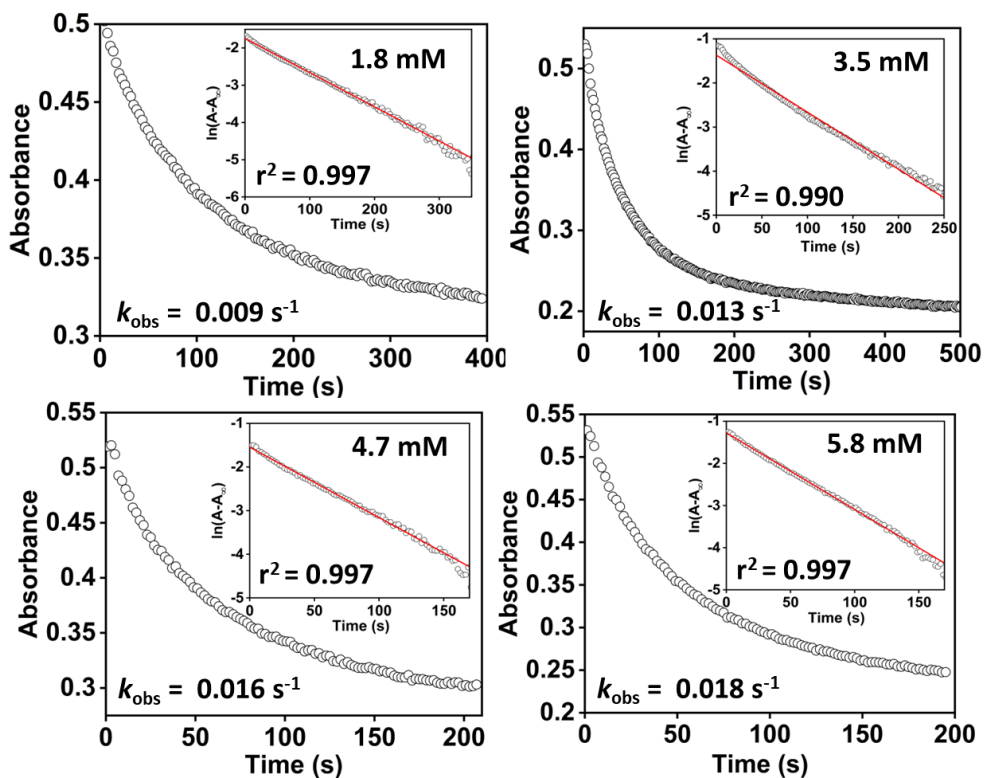 0.5
0.45
0.4
0.35
0.3
Absorbance
0 100 200 300 400
Time (s)
1.8 mM
-2
-3
-4
-5
-6
ln(A-A∞)
0 100 200 300
Time (s)
r² = 0.997
kobs = 0.009 s⁻¹
0.5
0.4
0.3
0.2
Absorbance
0 100 200 300 400 500
Time (s)
3.5 mM
-1
-2
-3
-4
-5
ln(A-A∞)
0 50 100 150 200 250
Time (s)
r² = 0.990
kobs = 0.013 s⁻¹
0.55
0.5
0.45
0.4
0.35
0.3
Absorbance
0 50 100 150 200
Time (s)
4.7 mM
-1
-2
-3
-4
-5
ln(A-A∞)
0 50 100 150
Time (s)
r² = 0.997
kobs = 0.016 s⁻¹
0.55
0.5
0.45
0.4
0.35
0.3
0.25
0.2
Absorbance
0 50 100 150 200
Time (s)
5.8 mM
-1
-2
-3
-4
-5
ln(A-A∞)
0 50 100 150
Time (s)
r² = 0.997
kobs = 0.018 s⁻¹